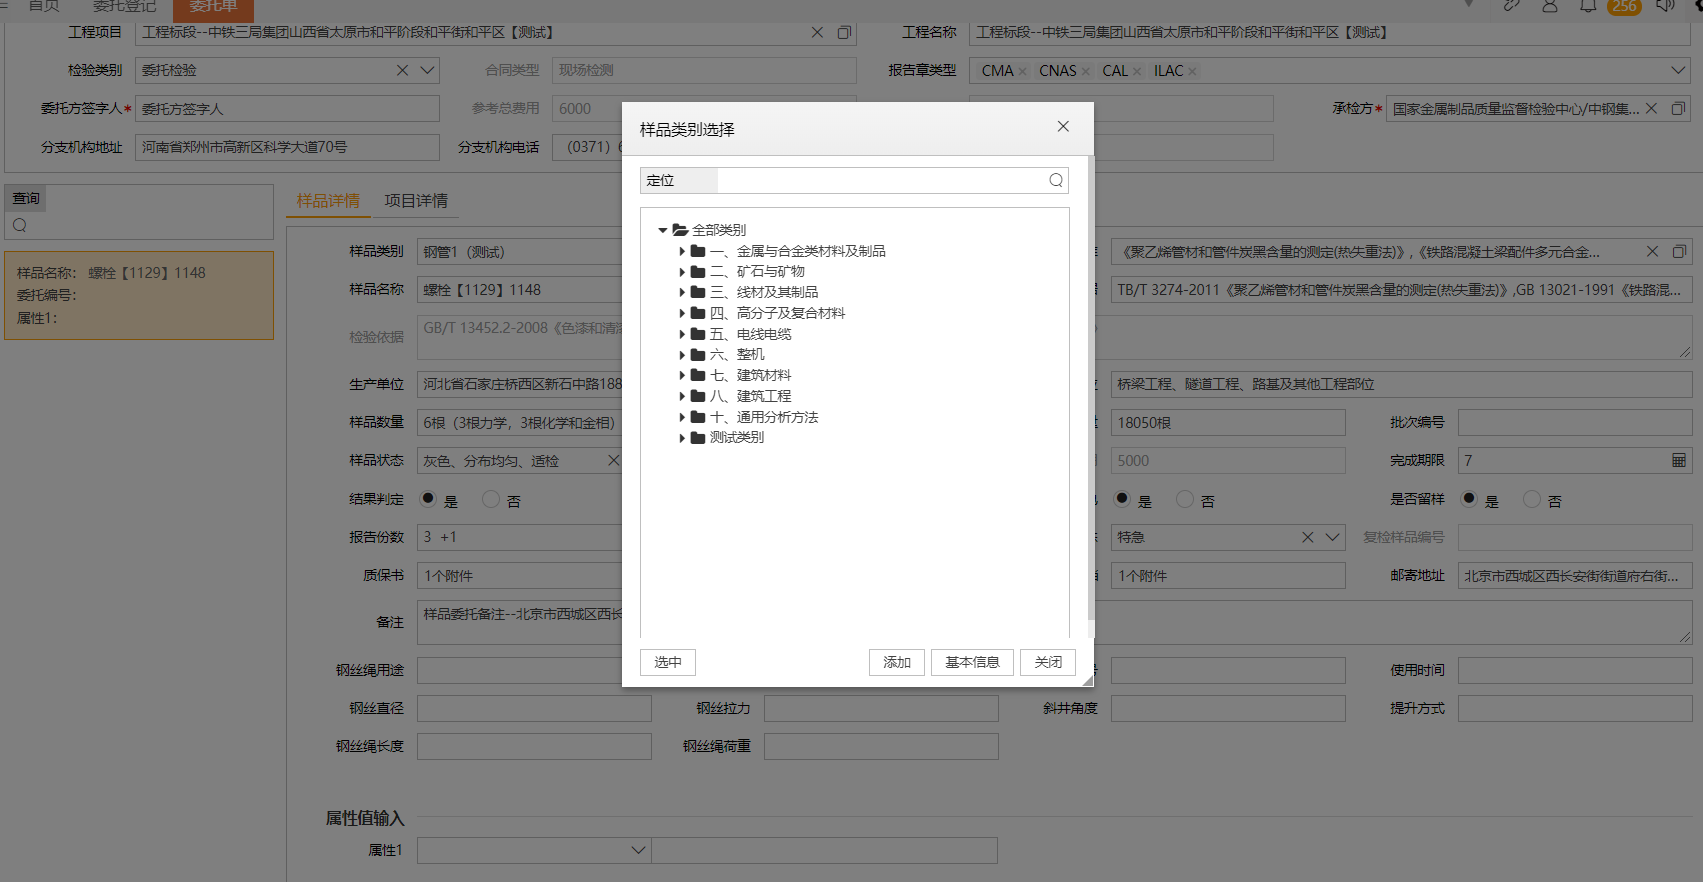 首页 委托登记 委托单 256
工程项目 工程标段--中铁三局集团山西省太原市和平阶段和平街和平区【测试】 工程名称 工程标段--中铁三局集团山西省太原市和平阶段和平街和平区【测试】
检验类别 委托检验 合同类型 现场检测 报告章类型 CMA CNAS CAL ILAC
委托方签字人* 委托方签字人 参考总费用 6000 承检方* 国家金属制品质量监督检验中心/中钢集...
分支机构地址 河南省郑州市高新区科学大道70号 分支机构电话 （0371）6
查询 样品详情 项目详情
样品名称： 螺栓【1129】1148
委托编号：
属性1：
样品类别 钢管1（测试） 《聚乙烯管材和管件炭黑含量的测定(热失重法)》,《铁路混凝土梁配件多元合金...
样品名称 螺栓【1129】1148 TB/T 3274-2011《聚乙烯管材和管件炭黑含量的测定(热失重法)》,GB 13021-1991《铁路混...
检验依据 GB/T 13452.2-2008《色漆和清漆
生产单位 河北省石家庄桥西区新石中路188 桥梁工程、隧道工程、路基及其他工程部位
样品数量 6根（3根力学，3根化学和金相） 18050根 批次编号
样品状态 灰色、分布均匀、适检 5000 完成期限 7
结果判定 是 否 是 否 是否留样 是 否
报告份数 3 +1 特急 复检样品编号
质保书 1个附件 1个附件 邮寄地址 北京市西城区西长安街街道府右街...
备注 样品委托备注--北京市西城区西长
钢丝绳用途 使用时间
钢丝直径 钢丝拉力 斜井角度 提升方式
钢丝绳长度 钢丝绳荷重
属性值输入
属性1
样品类别选择
定位
全部类别
一、金属与合金类材料及制品
二、矿石与矿物
三、线材及其制品
四、高分子及复合材料
五、电线电缆
六、整机
七、建筑材料
八、建筑工程
十、通用分析方法
测试类别
选中 添加 基本信息 关闭